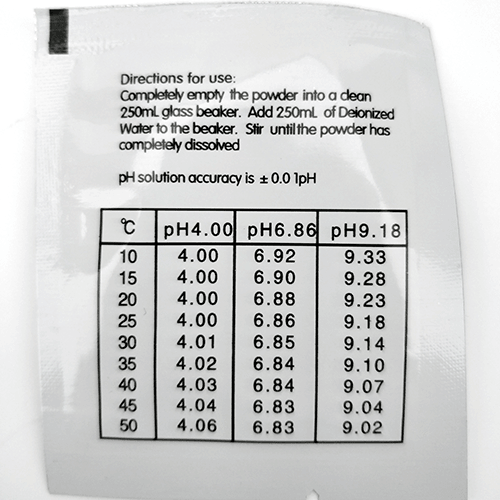 Directions for use:
Completely empty the powder into a clean
250mL glass beaker. Add 250mL of Deionized
Water to the beaker. Stir until the powder has
completely dissolved
pH solution accuracy is ± 0.01pH
℃ pH4.00 pH6.86 pH9.18
10 4.00 6.92 9.33
15 4.00 6.90 9.28
20 4.00 6.88 9.23
25 4.00 6.86 9.18
30 4.01 6.85 9.14
35 4.02 6.84 9.10
40 4.03 6.84 9.07
45 4.04 6.83 9.04
50 4.06 6.83 9.02